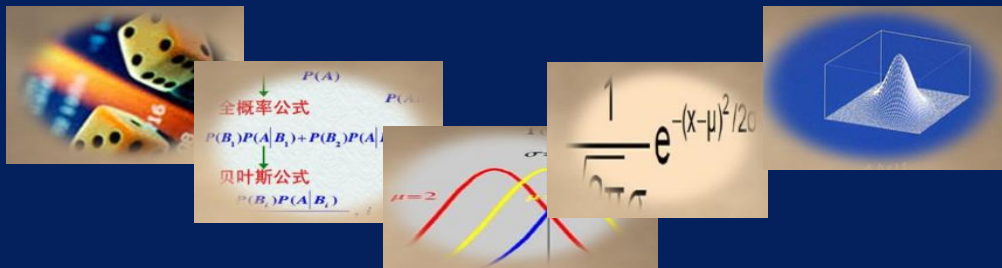 P(A)
全概率公式
P(B₁)P(A|B₁)+P(B₂)P(A|
贝叶斯公式
P(Bᵢ)P(A|Bᵢ)
μ=2
1
e^-(x-μ)²/2σ
√2πσ